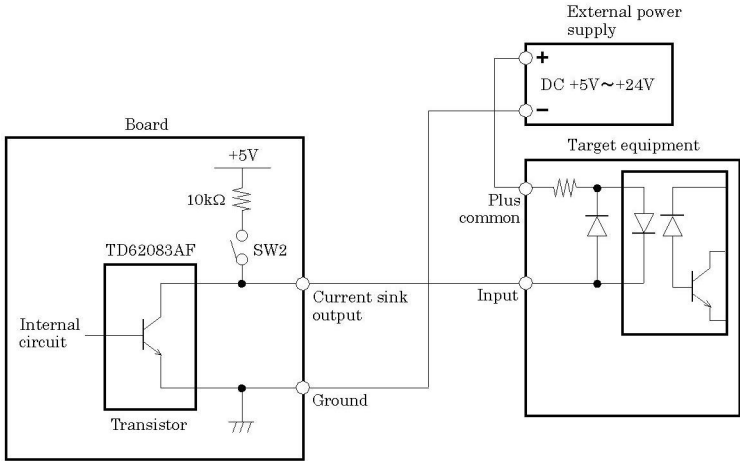 External power
supply
+
DC +5V〜+24V
−
Board
Target equipment
+5V
10kΩ
SW2
TD62083AF
Plus
common
Current sink
output
Input
Internal
circuit
Ground
Transistor